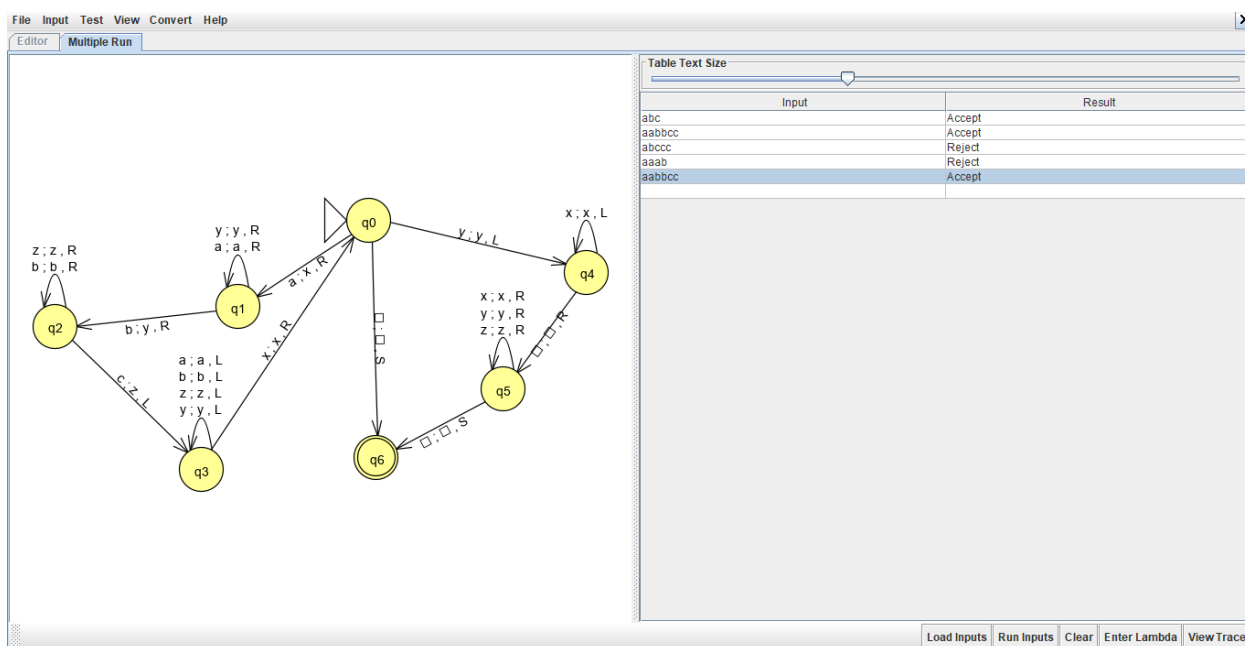 File Input Test View Convert Help
Editor Multiple Run
Table Text Size
Input Result
abc Accept
aabbcc Accept
abccc Reject
aaab Reject
aabbcc Accept
q0
y ; y , R
a ; a , R
x ; x , L
z ; z , R
b ; b , R
y ; y , L
a ; x , R
q4
q1
q2
b ; y , R
x ; x , R
y ; y , R
z ; z , R
□ ; □ , R
□ ; □ , S
x ; x , R
a ; a , L
b ; b , L
z ; z , L
y ; y , L
c ; z , L
q5
□ ; □ , S
q3
q6
Load Inputs Run Inputs Clear Enter Lambda View Trace